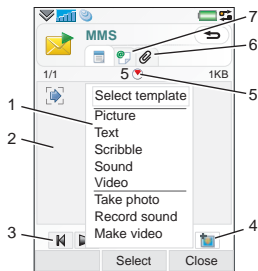 MMS
7
6
1/1
5
1KB
5
1
2
3
4
Select template
Picture
Text
Scribble
Sound
Video
Take photo
Record sound
Make video
Select
Close